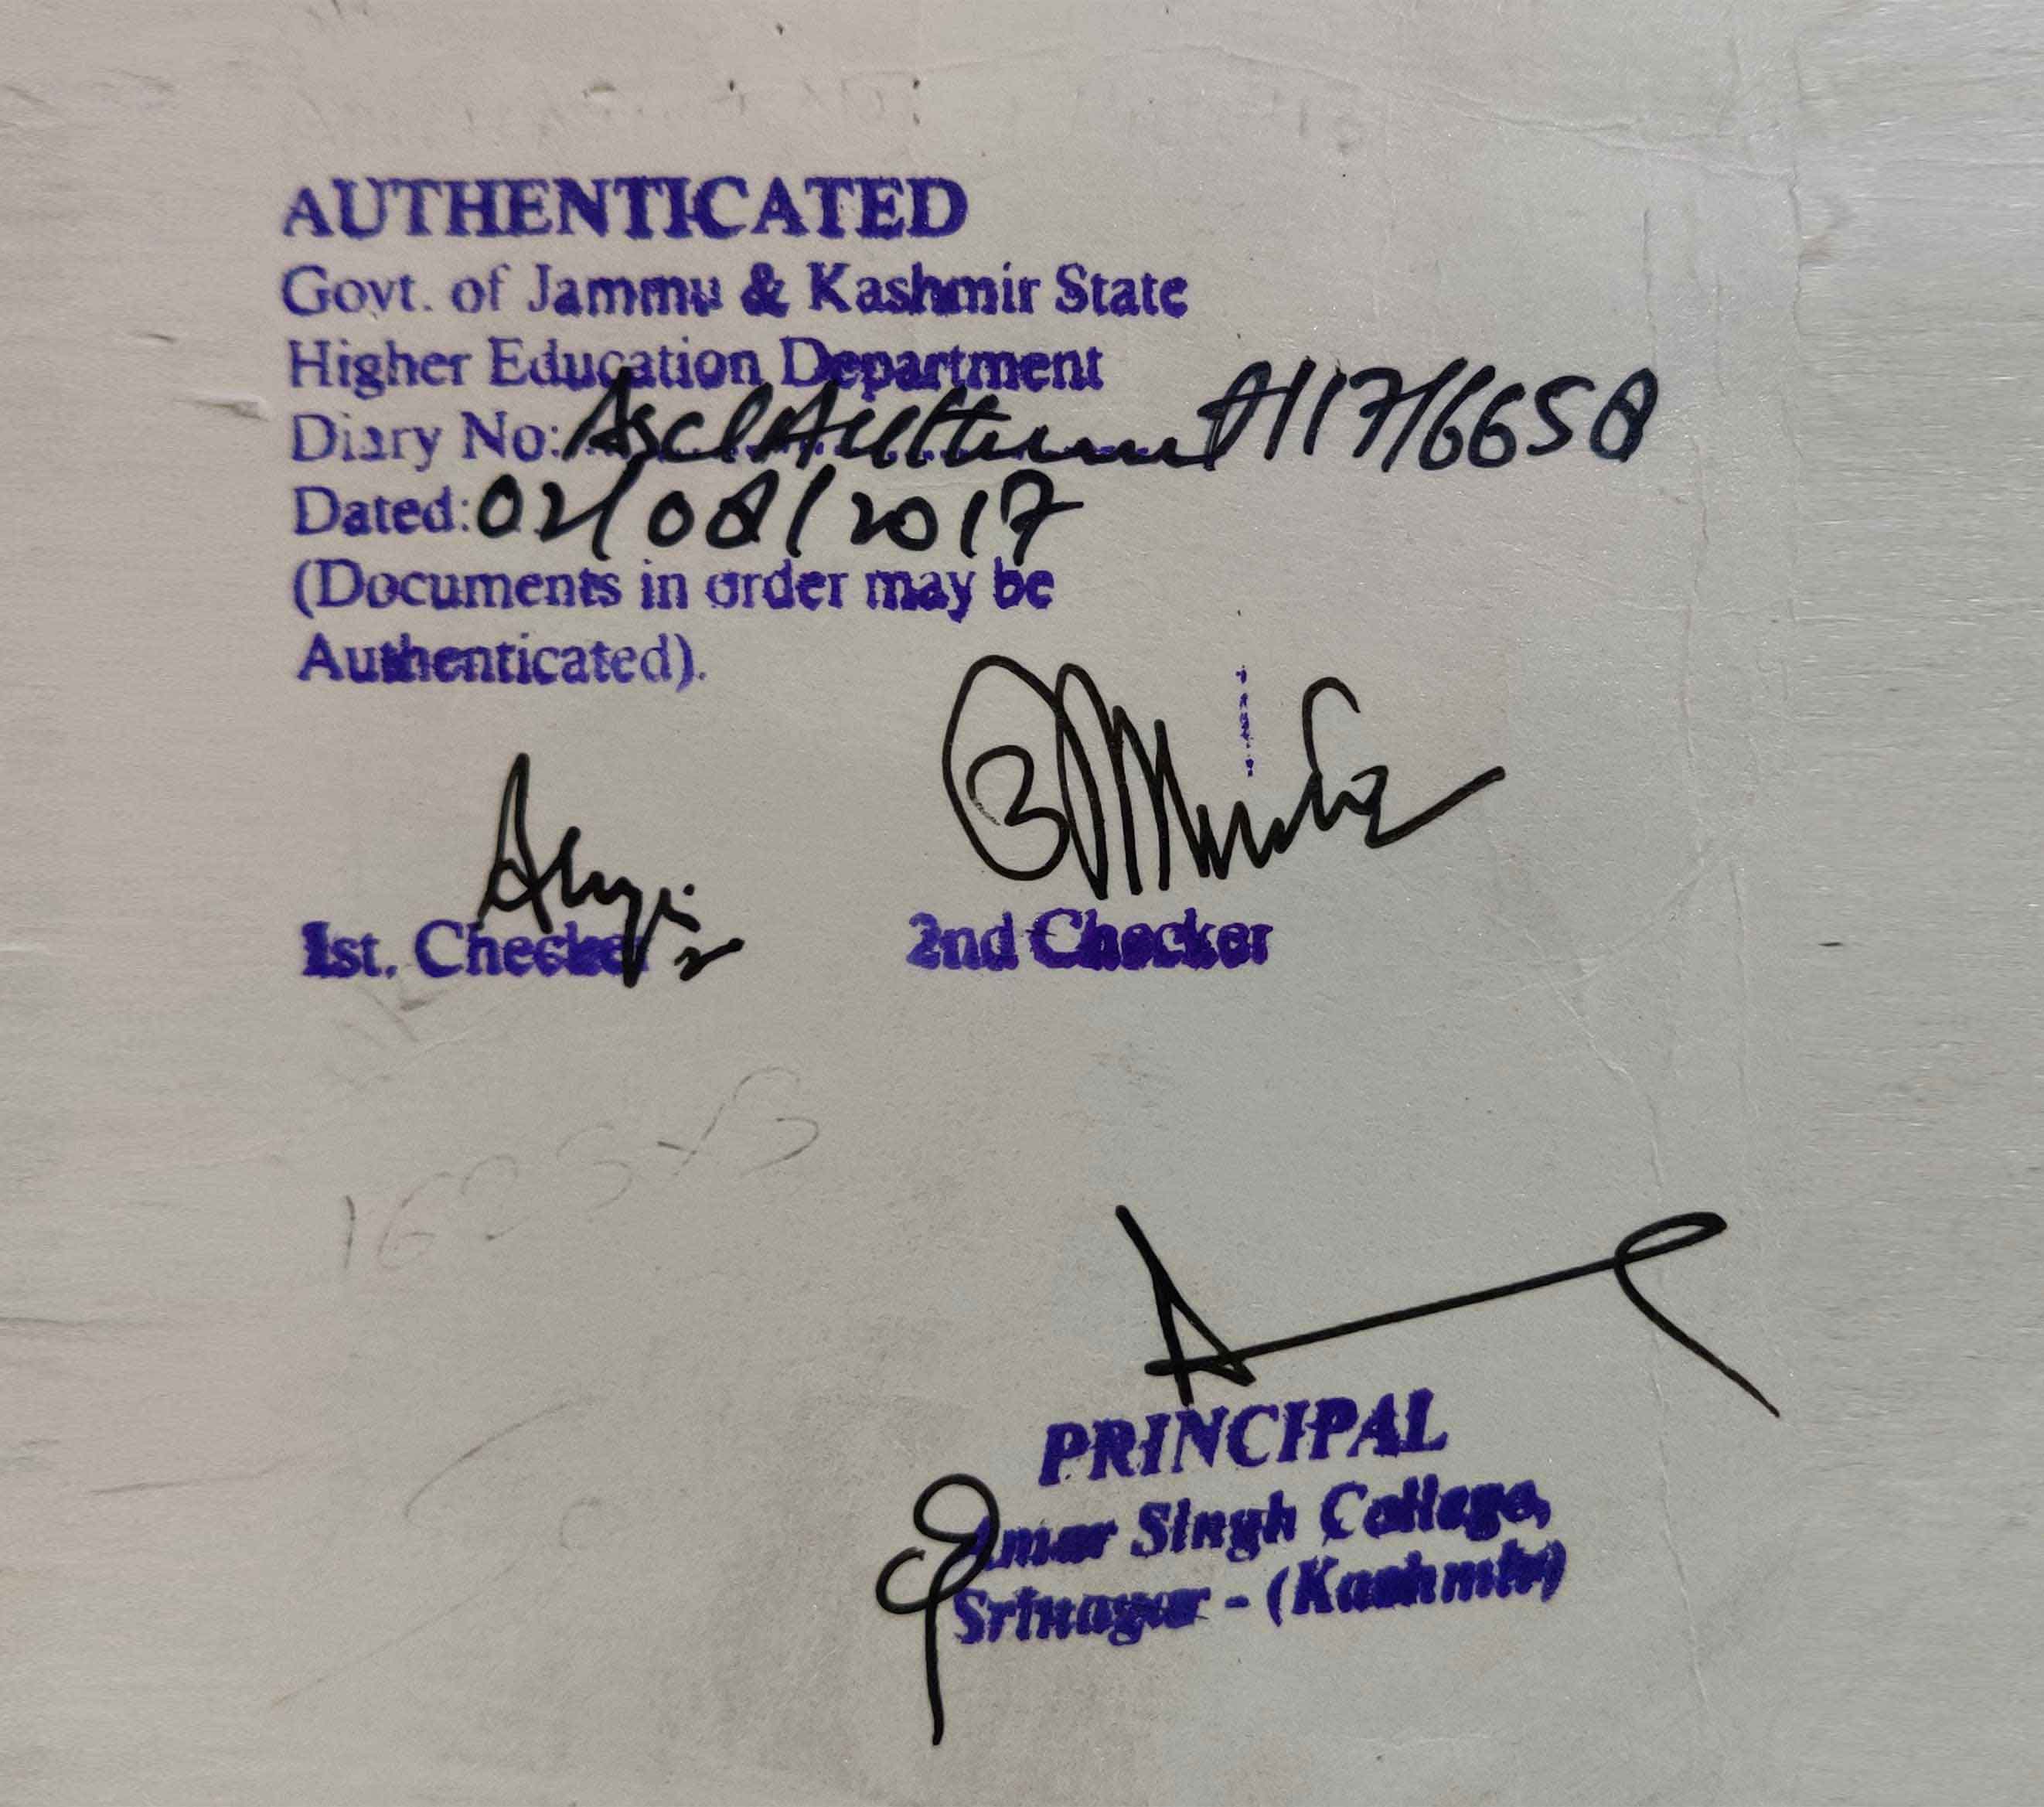 AUTHENTICATED
Govt. of Jammu & Kashmir State
Higher Education Department
Diary No: 17/6658
Dated: 02/08/2017
(Documents in order may be
Authenticated).
1st. Checker
2nd Checker
PRINCIPAL
Amar Singh College,
Srinagar - (Kashmir)